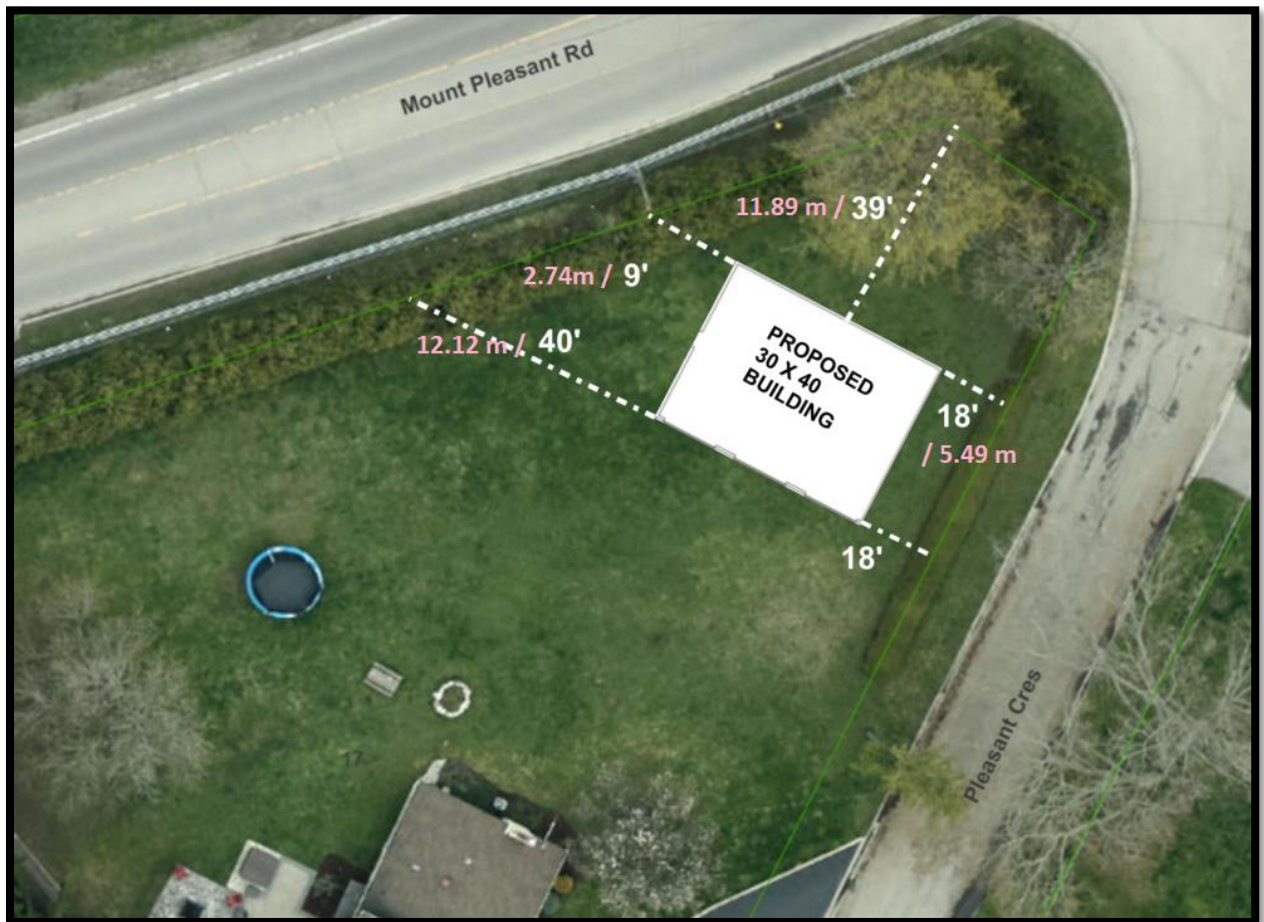 Mount Pleasant Rd
11.89 m / 39'
2.74m / 9'
12.12 m / 40'
PROPOSED
30 X 40
BUILDING
18'
/ 5.49 m
18'
17
Pleasant Cres